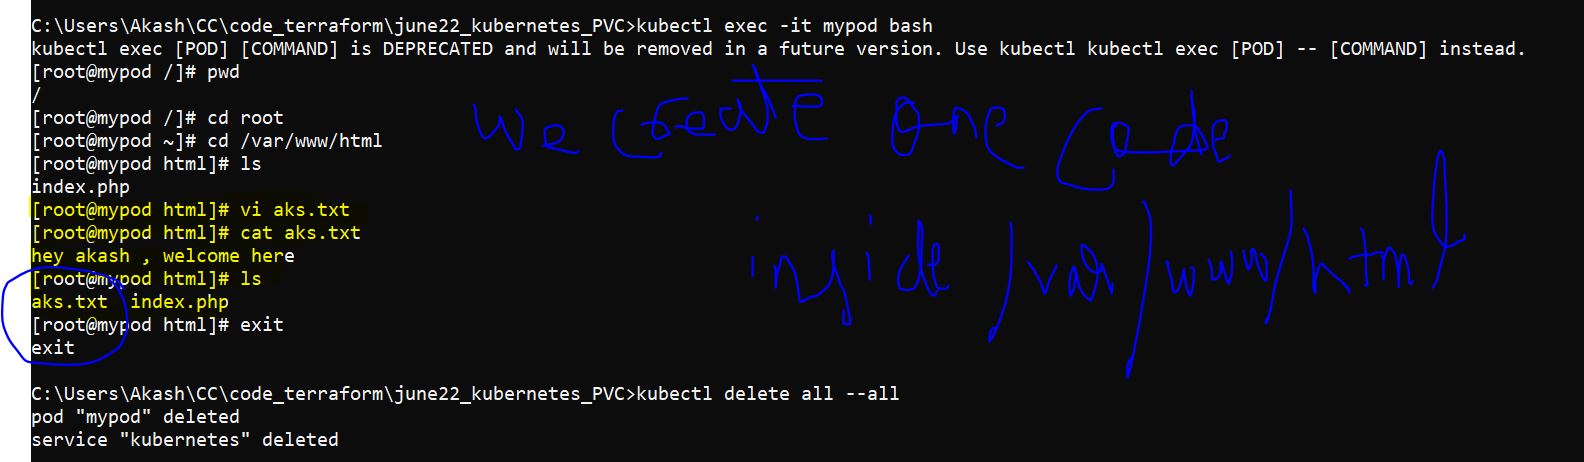 C:\Users\Akash\CC\code_terraform\june22_kubernetes_PVC>kubectl exec -it mypod bash
kubectl exec [POD] [COMMAND] is DEPRECATED and will be removed in a future version. Use kubectl kubectl exec [POD] -- [COMMAND] instead.
[root@mypod /]# pwd
/
[root@mypod /]# cd root
[root@mypod ~]# cd /var/www/html
[root@mypod html]# ls
index.php
[root@mypod html]# vi aks.txt
[root@mypod html]# cat aks.txt
hey akash , welcome here
[root@mypod html]# ls
aks.txt  index.php
[root@mypod html]# exit
exit
we create one code
inside /var/www/html
C:\Users\Akash\CC\code_terraform\june22_kubernetes_PVC>kubectl delete all --all
pod "mypod" deleted
service "kubernetes" deleted